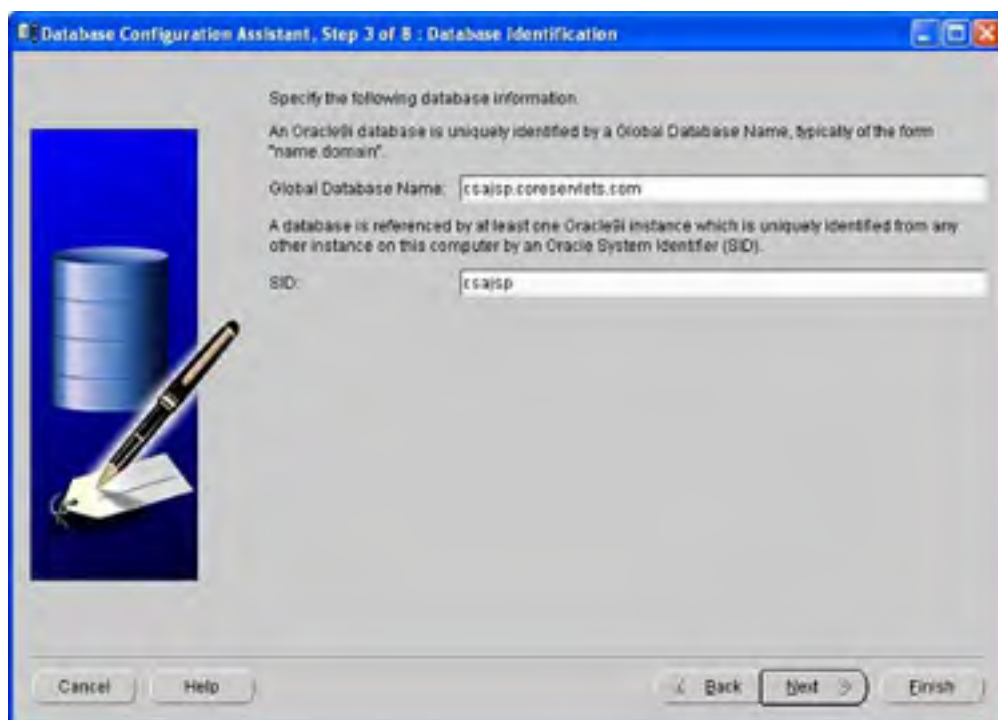 Database Configuration Assistant, Step 3 of 8 : Database Identification
Specify the following database information.
An Oracle9i database is uniquely identified by a Global Database Name, typically of the form
"name.domain".
Global Database Name: csajsp.coreservlets.com
A database is referenced by at least one Oracle9i instance which is uniquely identified from any
other instance on this computer by an Oracle System Identifier (SID).
SID: csajsp
Cancel Help Back Next Finish